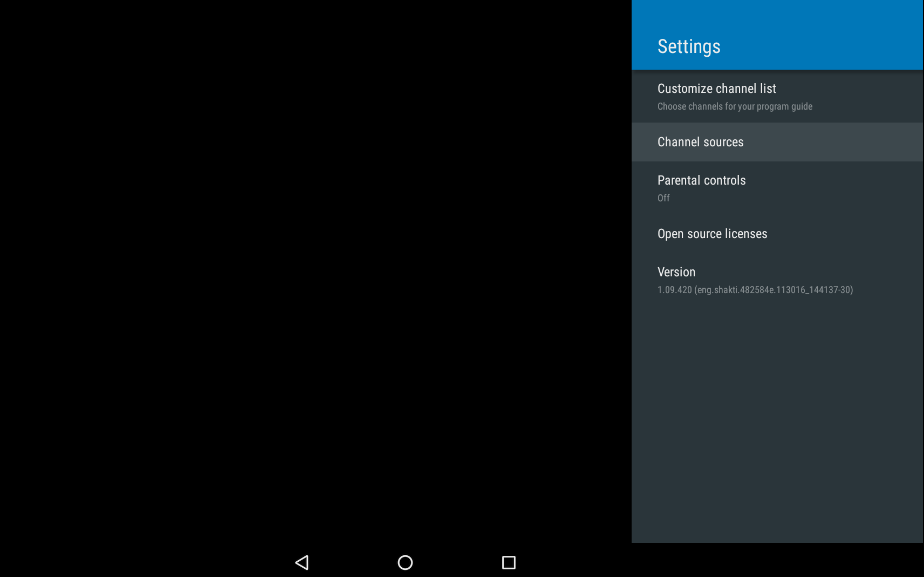 Settings
Customize channel list
Choose channels for your program guide
Channel sources
Parental controls
Off
Open source licenses
Version
1.09.420 (eng.shakti.482584e.113016_144137-30)